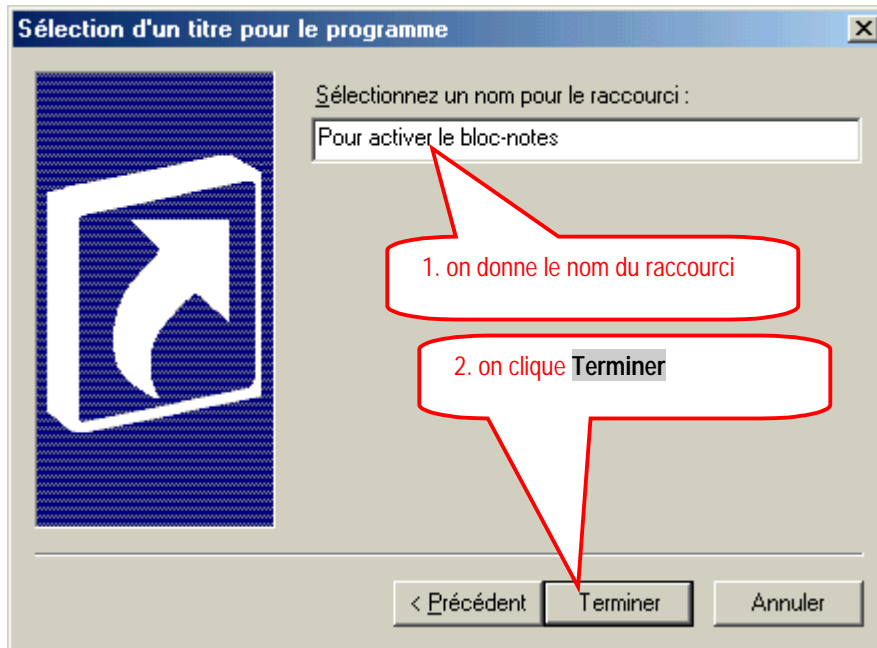 Sélection d'un titre pour le programme
Sélectionnez un nom pour le raccourci :
Pour activer le bloc-notes
1. on donne le nom du raccourci
2. on clique Terminer
< Précédent
Terminer
Annuler